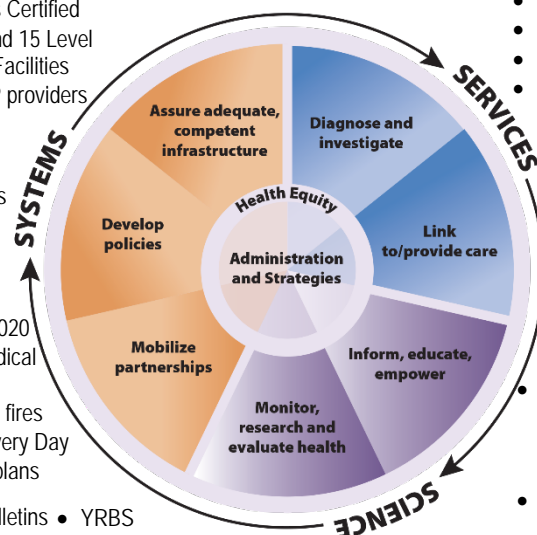 Certified
nd 15 Level
Facilities
providers
s
020
dical
fires
very Day
plans
lletins • YRBS
SYSTEMS
SERVICES
SCIENCE
Assure adequate,
competent
infrastructure
Diagnose and
investigate
Develop
policies
Health Equity
Link
to/provide care
Administration
and Strategies
Mobilize
partnerships
Inform, educate,
empower
Monitor,
research and
evaluate health